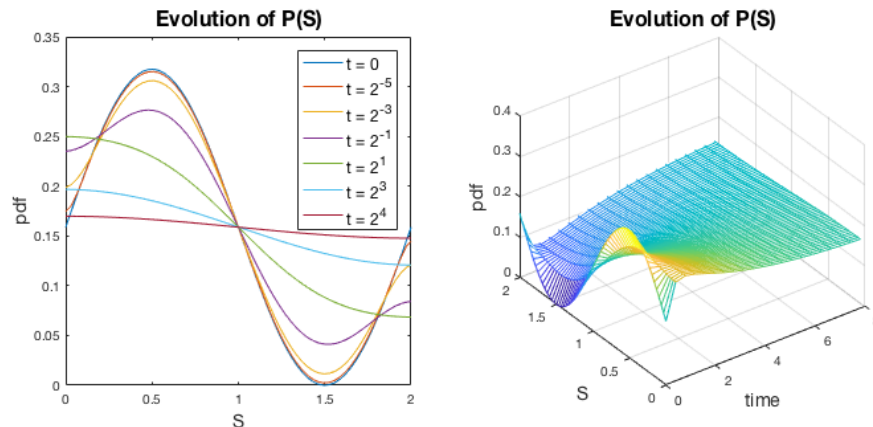 Evolution of P(S)
0.35
0.3
0.25
0.2
0.15
0.1
0.05
0
pdf
t = 0
t = 2^-5
t = 2^-3
t = 2^-1
t = 2^1
t = 2^3
t = 2^4
0 0.5 1 1.5 2
S
Evolution of P(S)
0.4
0.3
0.2
0.1
0
pdf
2
1.5
1
0.5
0
S
0
2
4
6
time